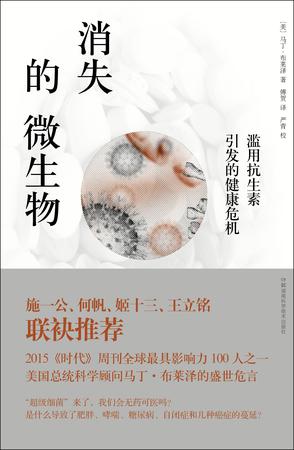 消失
的
微生物
滥用抗生素
引发的健康危机
[美] 马丁·布莱泽 著
傅贺 译 严青 校
湖南科学技术出版社
施一公、何帆、姬十三、王立铭
联袂推荐
2015《时代》周刊全球最具影响力 100 人之一
美国总统科学顾问马丁·布莱泽的盛世危言
“超级细菌”来了，我们会无药可医吗？
是什么导致了肥胖、哮喘、糖尿病、自闭症和几种癌症的蔓延？